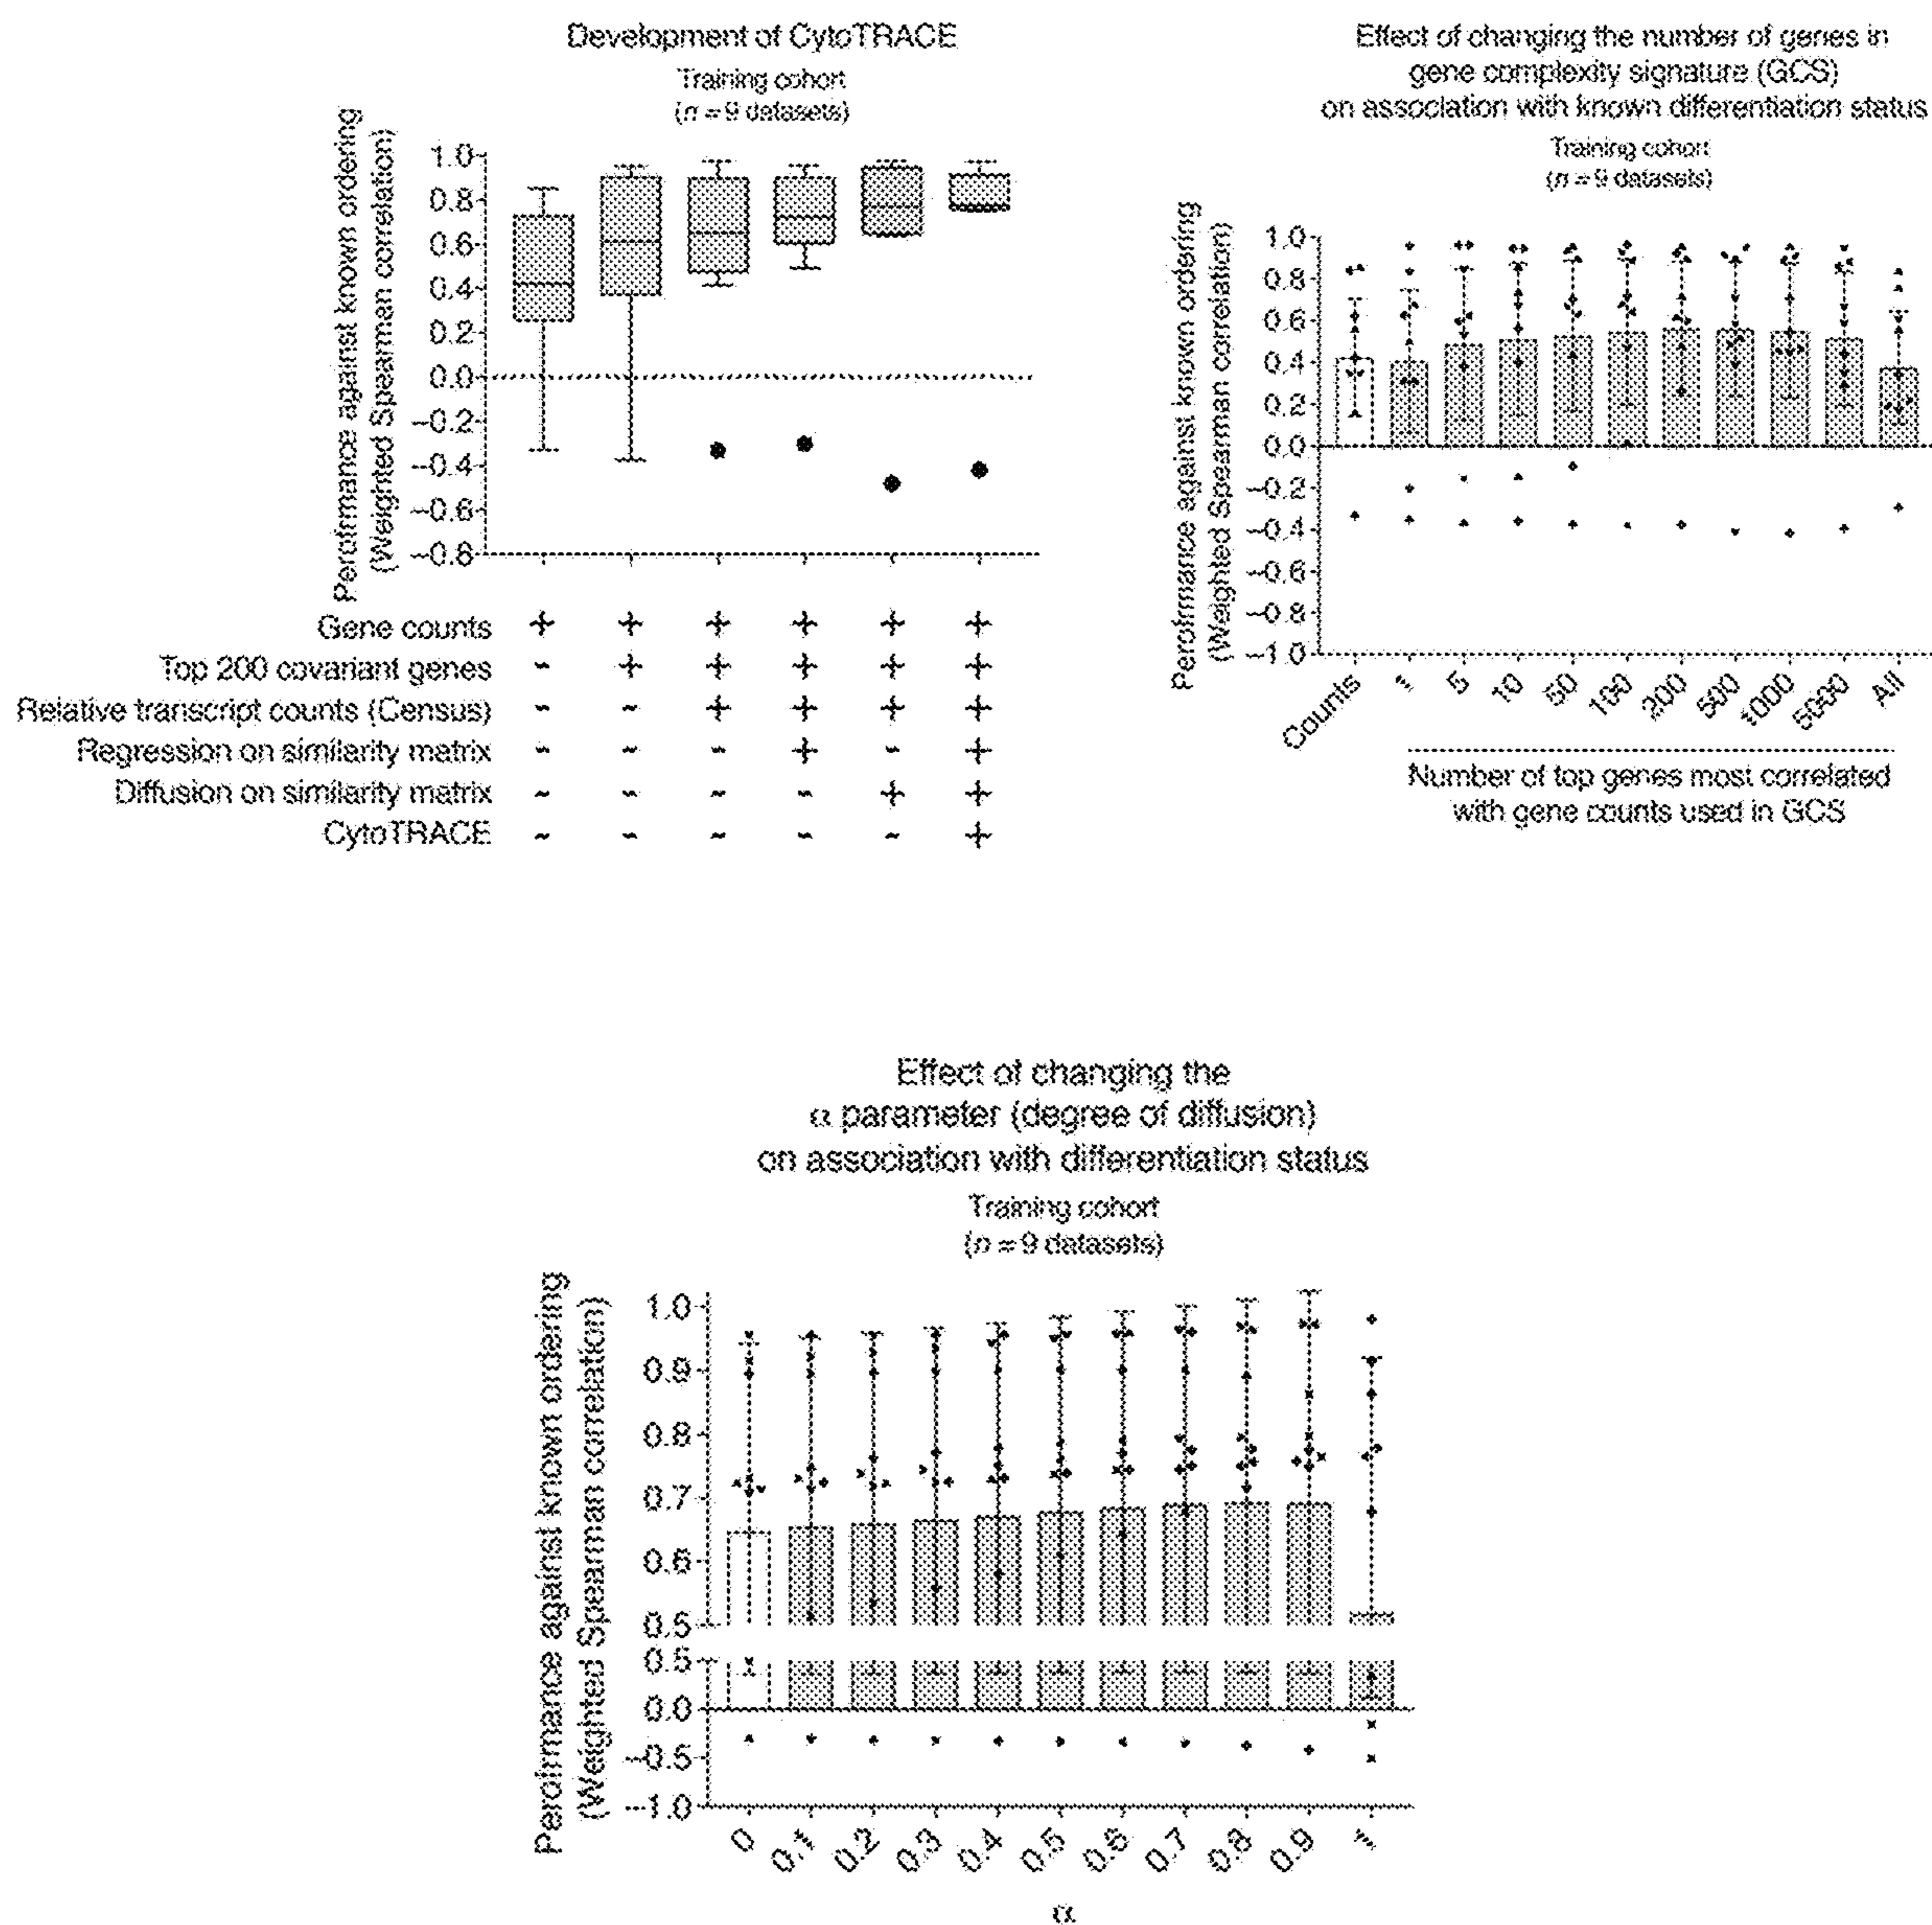 Development of CytoTRACE
Training cohort
(n = 9 datasets)
Perofrmance against known ordering
(Weighted Spearman correlation)
1.0
0.8
0.6
0.4
0.2
0.0
–0.2
–0.4
–0.6
–0.8
Gene counts + + + + + +
Top 200 covariant genes - + + + + +
Relative transcript counts (Census) - - + + + +
Regression on similarity matrix - - - + - +
Diffusion on similarity matrix - - - - + +
CytoTRACE - - - - - +
Effect of changing the number of genes in
gene complexity signature (GCS)
on association with known differentiation status
Training cohort
(n = 9 datasets)
Perofrmance against known ordering
(Weighted Spearman correlation)
1.0
0.8
0.6
0.4
0.2
0.0
–0.2
–0.4
–0.6
–0.8
–1.0
Counts 1 5 10 50 100 200 500 1000 5000 All
Number of top genes most correlated
with gene counts used in GCS
Effect of changing the
α parameter (degree of diffusion)
on association with differentiation status
Training cohort
(n = 9 datasets)
Perofrmance against known ordering
(Weighted Spearman correlation)
1.0
0.9
0.8
0.7
0.6
0.5
0.5
0.0
–0.5
–1.0
0 0.1 0.2 0.3 0.4 0.5 0.6 0.7 0.8 0.9 1
α